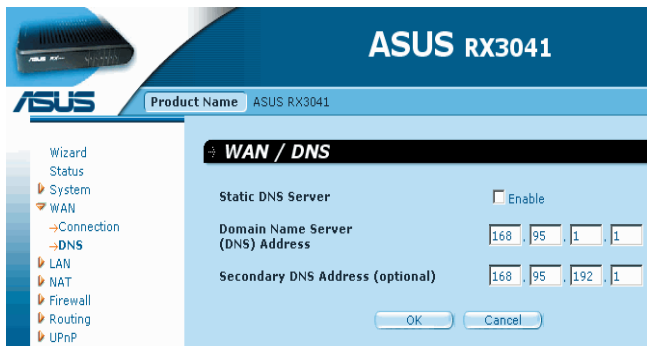 ASUS RX3041
ASUS
Product Name ASUS RX3041
Wizard
Status
System
WAN
Connection
DNS
LAN
NAT
Firewall
Routing
UPnP
WAN / DNS
Static DNS Server Enable
Domain Name Server
(DNS) Address 168 . 95 . 1 . 1
Secondary DNS Address (optional) 168 . 95 . 192 . 1
OK Cancel